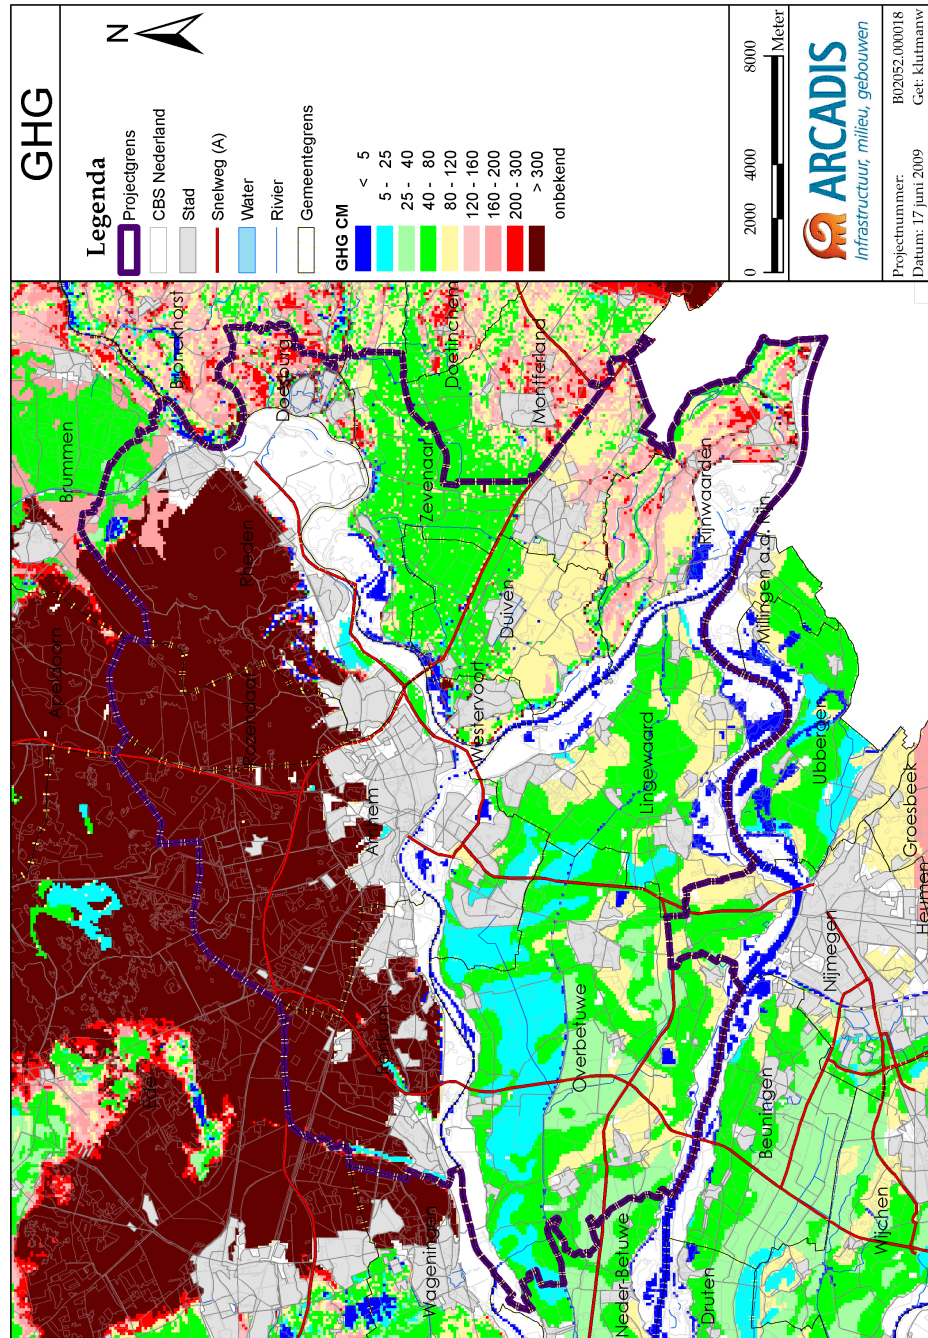 GHG
N
Legenda
Projectgrens
CBS Nederland
Stad
Snelweg (A)
Water
Rivier
Gemeentegrens
GHG CM
< 5
5 - 25
25 - 40
40 - 80
80 - 120
120 - 160
160 - 200
200 - 300
> 300
onbekend
0 2000 4000 8000
Meter
ARCADIS
Infrastructuur, milieu, gebouwen
Projectnummer: B02052.000018
Datum: 17 juni 2009 Get: klutmanw
Apeldoorn
Brummen
Bronckhorst
Ede
Rozendaal
Rheden
Doesburg
Renkum
Arnhem
Zevenaar
Doetinchem
Wageningen
Westervoort
Duiven
Montferland
Overbetuwe
Lingewaard
Rijnwaarden
Neder-Betuwe
Millingen a.d. Rijn
Druten
Beuningen
Nijmegen
Ubbergen
Wijchen
Heumen
Groesbeek